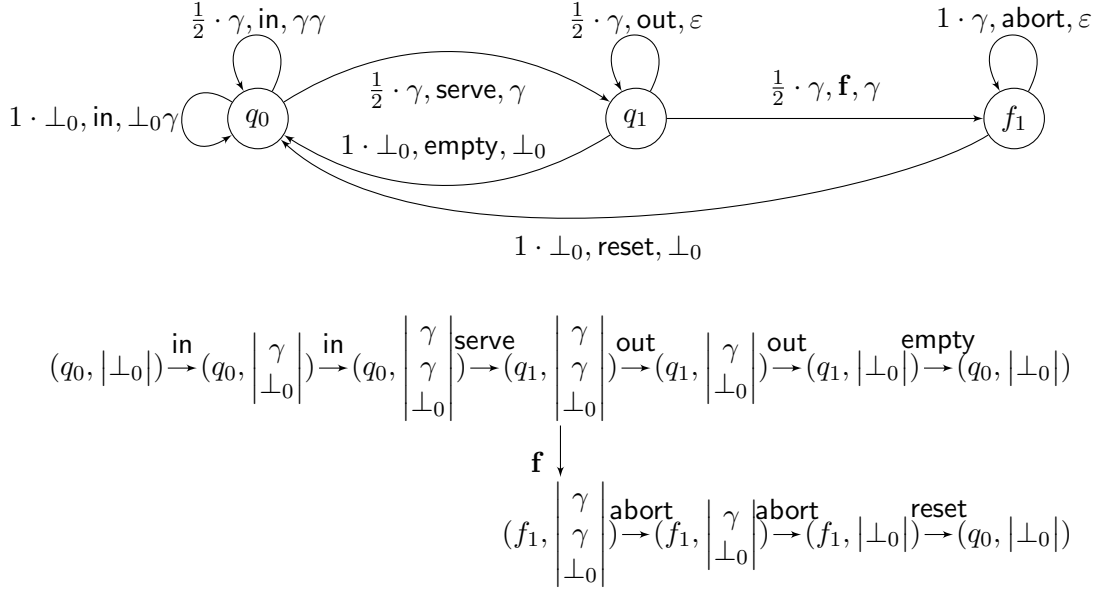 1/2 · γ, in, γγ
1/2 · γ, out, ε
1 · γ, abort, ε
1 · ⊥₀, in, ⊥₀γ
q₀
1/2 · γ, serve, γ
q₁
1/2 · γ, f, γ
f₁
1 · ⊥₀, empty, ⊥₀
1 · ⊥₀, reset, ⊥₀
(q₀, |⊥₀|) in→ (q₀, |γ ⊥₀|) in→ (q₀, |γ γ ⊥₀|) serve→ (q₁, |γ γ ⊥₀|) out→ (q₁, |γ ⊥₀|) out→ (q₁, |⊥₀|) empty→ (q₀, |⊥₀|)
f
(f₁, |γ γ ⊥₀|) abort→ (f₁, |γ ⊥₀|) abort→ (f₁, |⊥₀|) reset→ (q₀, |⊥₀|)